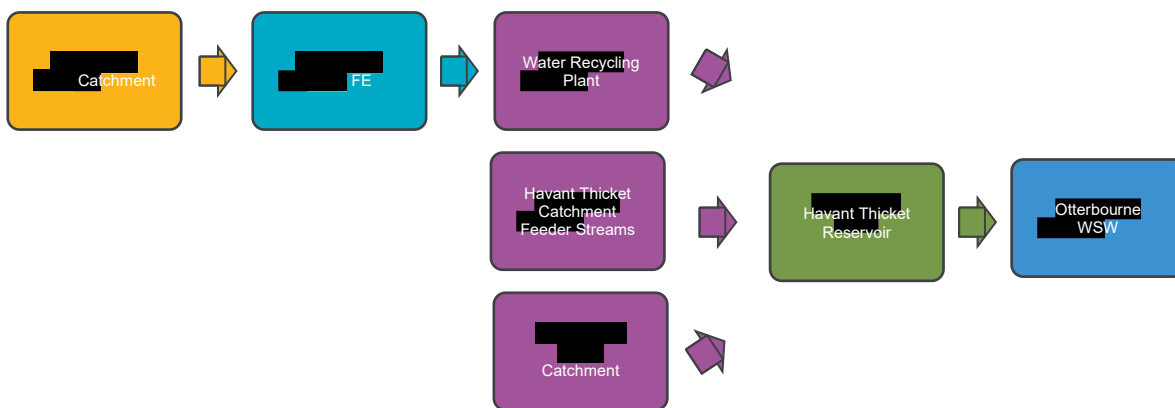 Catchment
FE
Water Recycling
Plant
Havant Thicket
Catchment
Feeder Streams
Catchment
Havant Thicket
Reservoir
Otterbourne
WSW